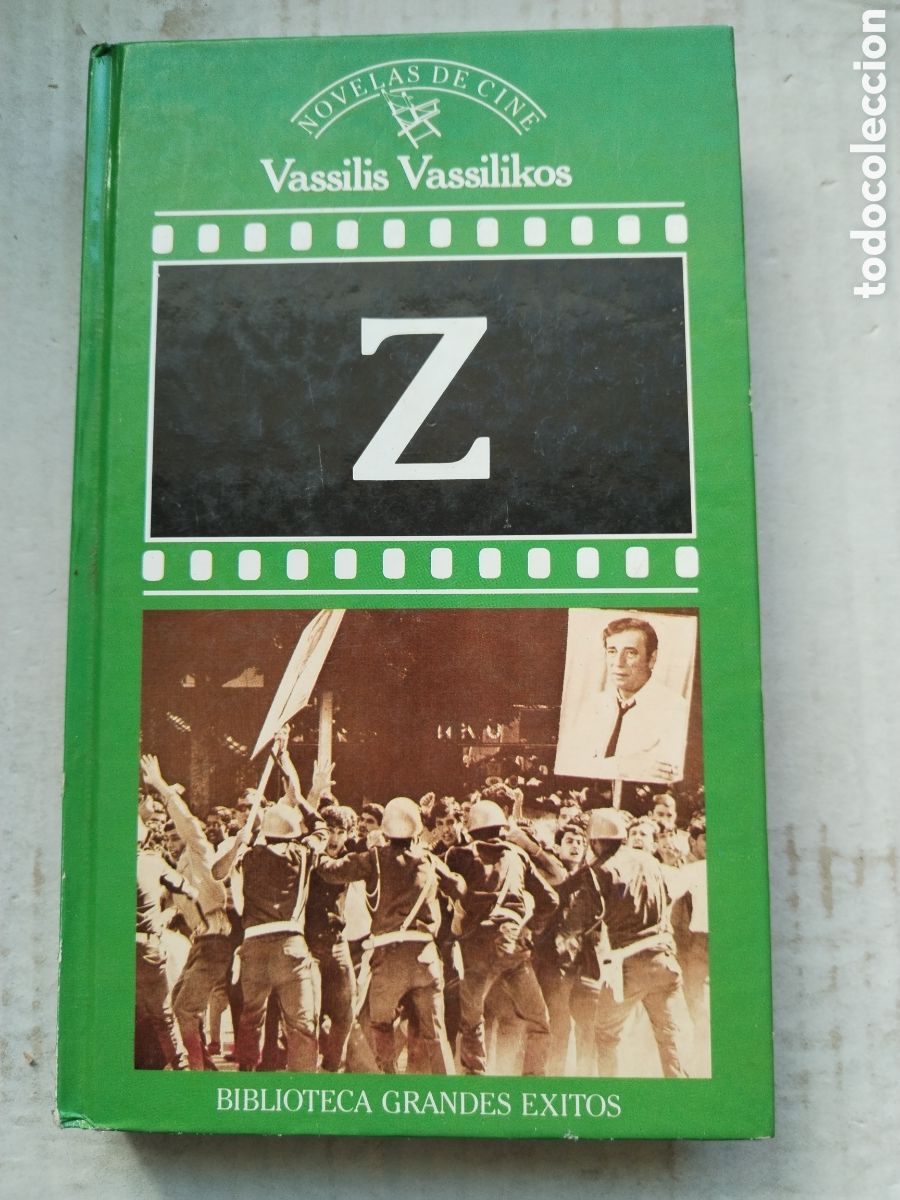 NOVELAS DE CINE
Vassilis Vassilikos
Z
BIBLIOTECA GRANDES EXITOS
todocoleccion